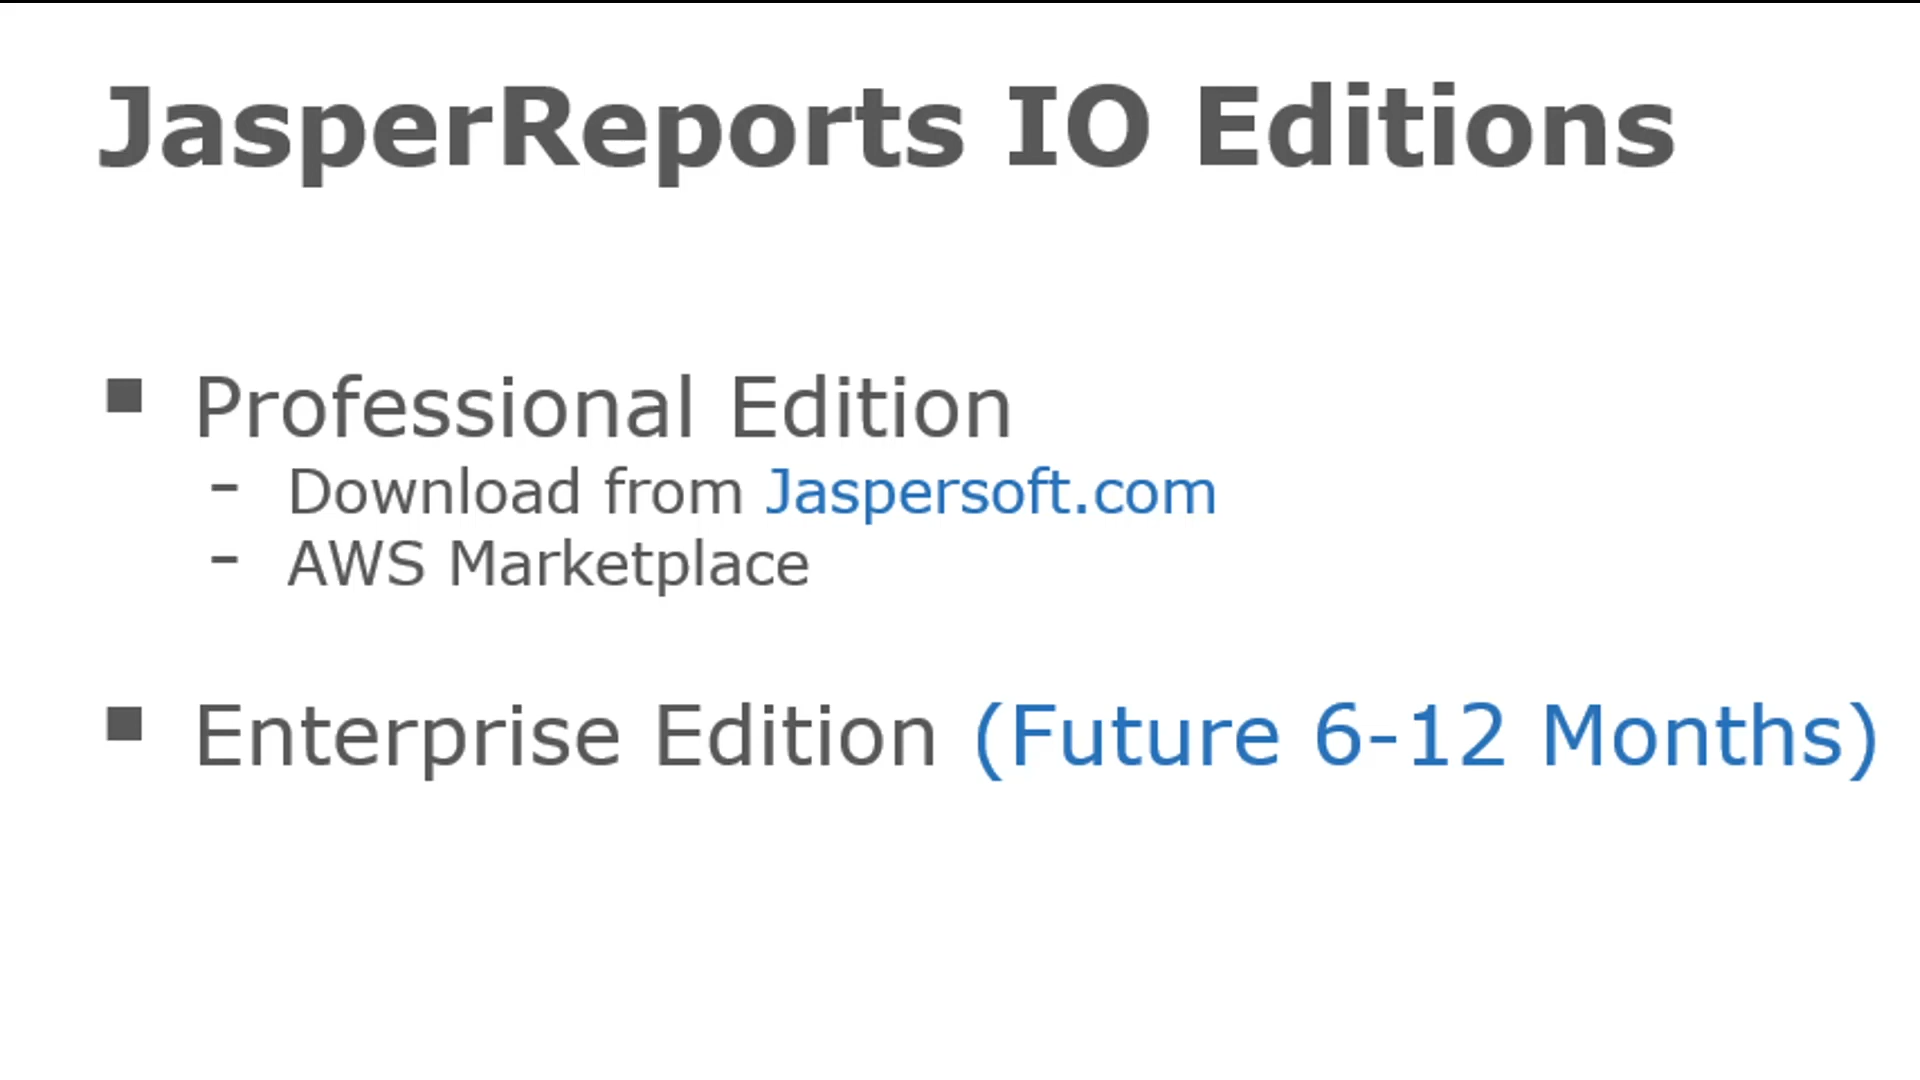 JasperReports IO Editions
▪ Professional Edition
- Download from Jaspersoft.com
- AWS Marketplace
▪ Enterprise Edition (Future 6-12 Months)